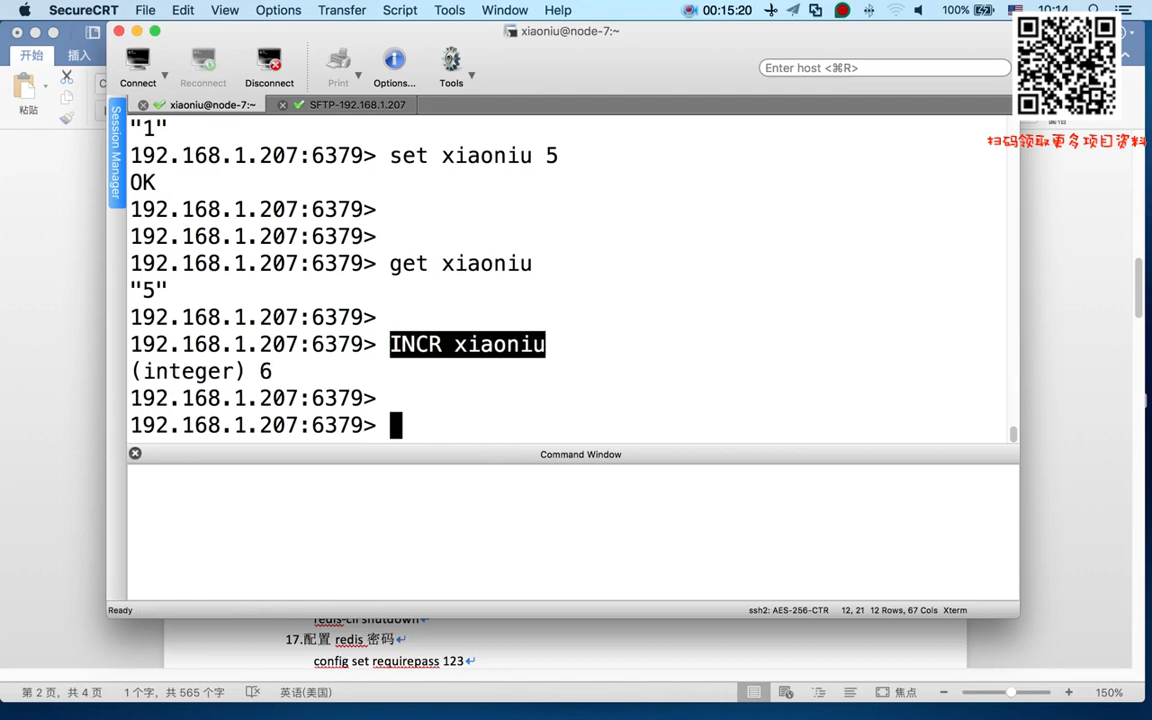 SecureCRT File Edit View Options Transfer Script Tools Window Help 00:15:20 100% 10:14
xiaoniu@node-7:~
开始 插入
粘贴
Connect Reconnect Disconnect Print Options... Tools
Enter host <⌘R>
扫码领取更多项目资料
xiaoniu@node-7:~ SFTP-192.168.1.207
Session Manager
"1"
192.168.1.207:6379> set xiaoniu 5
OK
192.168.1.207:6379>
192.168.1.207:6379>
192.168.1.207:6379> get xiaoniu
"5"
192.168.1.207:6379>
192.168.1.207:6379> INCR xiaoniu
(integer) 6
192.168.1.207:6379>
192.168.1.207:6379>
Command Window
Ready ssh2: AES-256-CTR 12, 21 12 Rows, 67 Cols Xterm
redis-cli shutdown
17.配置 redis 密码
config set requirepass 123
第 2 页，共 4 页 1 个字，共 565 个字 英语(美国) 焦点 150%